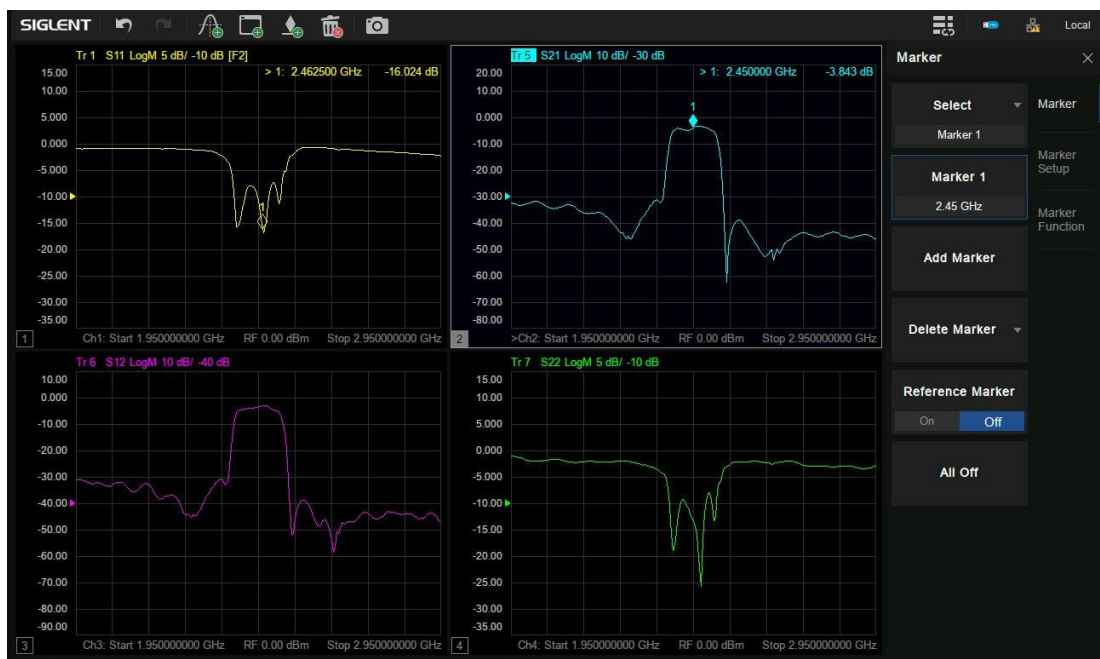 SIGLENT
Local
Tr 1 S11 LogM 5 dB/ -10 dB [F2]
> 1: 2.462500 GHz -16.024 dB
15.00
10.00
5.000
0.000
-5.000
-10.00
-15.00
-20.00
-25.00
-30.00
-35.00
1
1 Ch1: Start 1.950000000 GHz RF 0.00 dBm Stop 2.950000000 GHz
Tr 5 S21 LogM 10 dB/ -30 dB
> 1: 2.450000 GHz -3.843 dB
20.00
10.00
0.000
-10.00
-20.00
-30.00
-40.00
-50.00
-60.00
-70.00
-80.00
1
2 >Ch2: Start 1.950000000 GHz RF 0.00 dBm Stop 2.950000000 GHz
Tr 6 S12 LogM 10 dB/ -40 dB
10.00
0.000
-10.00
-20.00
-30.00
-40.00
-50.00
-60.00
-70.00
-80.00
-90.00
3 Ch3: Start 1.950000000 GHz RF 0.00 dBm Stop 2.950000000 GHz
Tr 7 S22 LogM 5 dB/ -10 dB
15.00
10.00
5.000
0.000
-5.000
-10.00
-15.00
-20.00
-25.00
-30.00
-35.00
4 Ch4: Start 1.950000000 GHz RF 0.00 dBm Stop 2.950000000 GHz
Marker
Select
Marker 1
Marker 1
2.45 GHz
Add Marker
Delete Marker
Reference Marker
On Off
All Off
Marker
Marker
Setup
Marker
Function